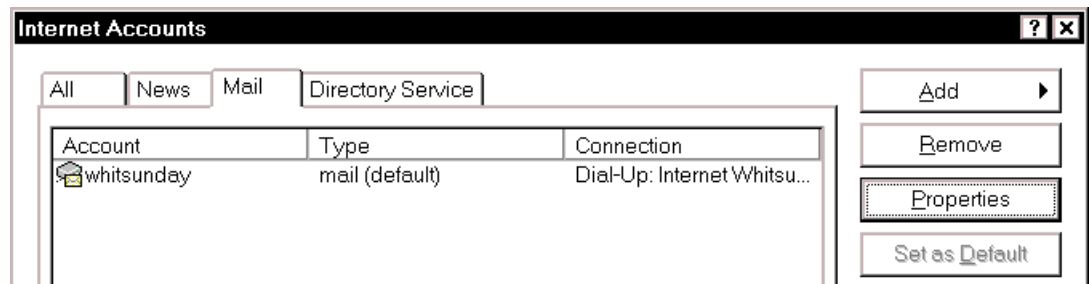 Internet Accounts
All News Mail Directory Service
Add
Account Type Connection
Remove
whitsunday mail (default) Dial-Up: Internet Whitsu...
Properties
Set as Default